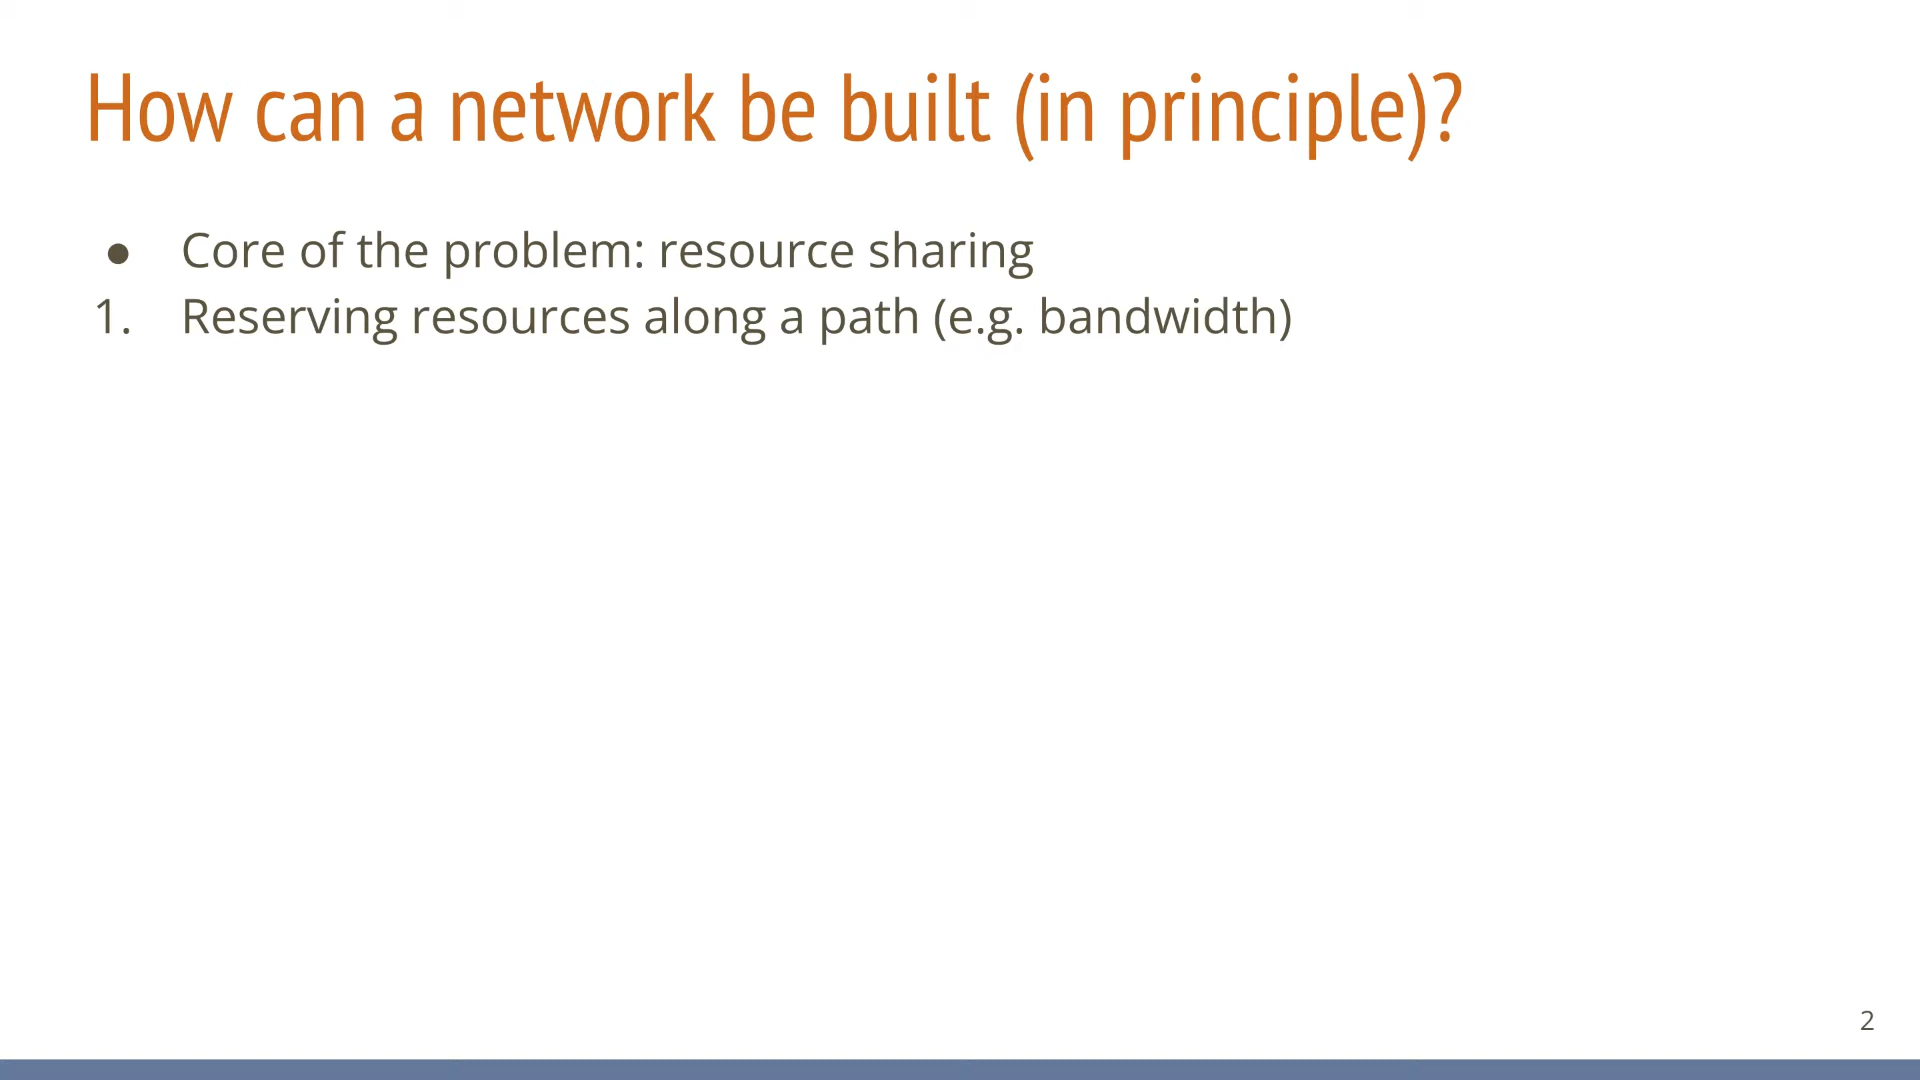 How can a network be built (in principle)?
● Core of the problem: resource sharing
1. Reserving resources along a path (e.g. bandwidth)
2